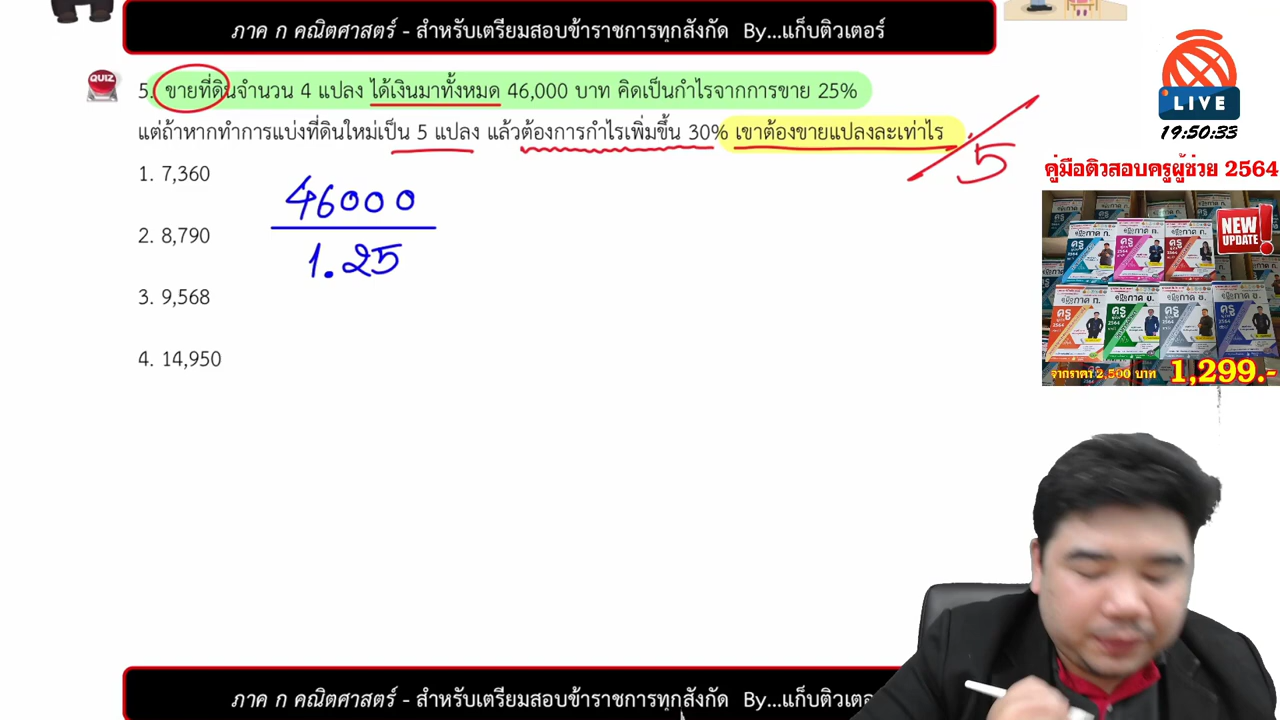 ภาค ก คณิตศาสตร์ - สำหรับเตรียมสอบข้าราชการทุกสังกัด By...แก็บติวเตอร์
QUIZ
5. ขายที่ดินจำนวน 4 แปลง ได้เงินมาทั้งหมด 46,000 บาท คิดเป็นกำไรจากการขาย 25%
แต่ถ้าหากทำการแบ่งที่ดินใหม่เป็น 5 แปลง แล้วต้องการกำไรเพิ่มขึ้น 30% เขาต้องขายแปลงละเท่าไร
5
1. 7,360
46000
1.25
2. 8,790
3. 9,568
4. 14,950
LIVE
19:50:33
คู่มือติวสอบครูผู้ช่วย 2564
NEW UPDATE!
จากราคา 2,500 บาท 1,299.-
ภาค ก คณิตศาสตร์ - สำหรับเตรียมสอบข้าราชการทุกสังกัด By...แก็บติวเตอ